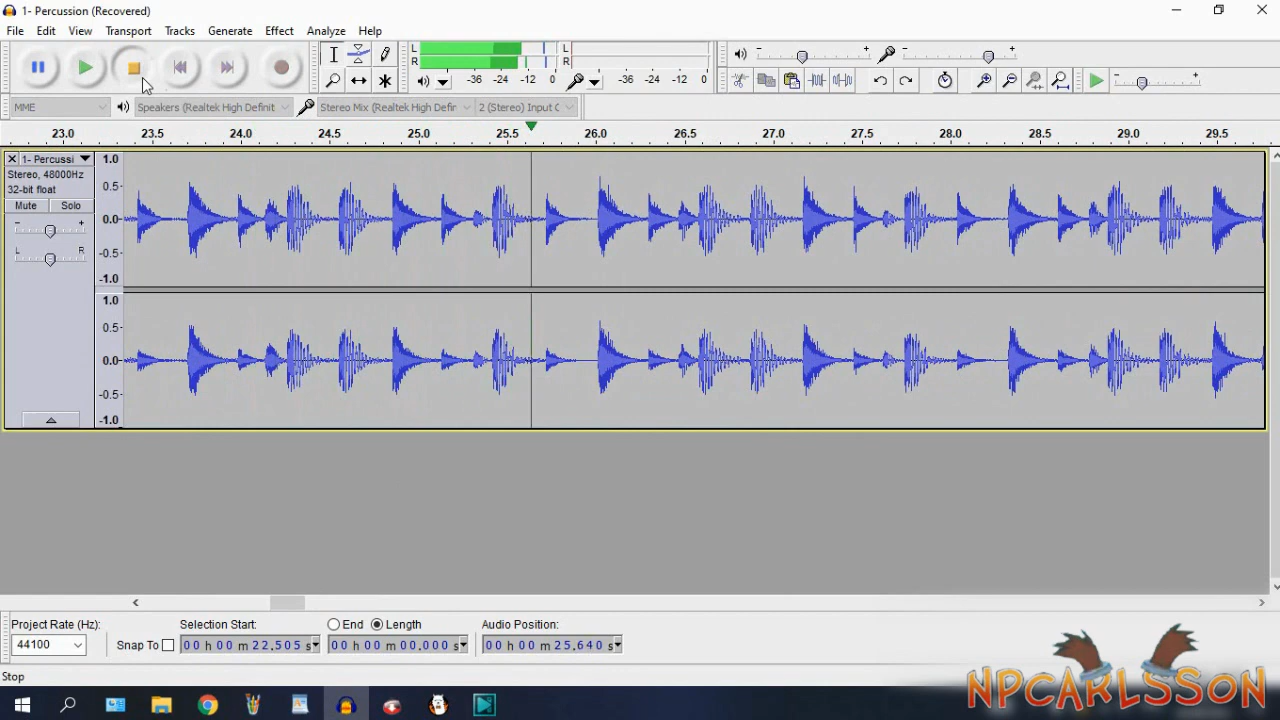 1- Percussion (Recovered)
File Edit View Transport Tracks Generate Effect Analyze Help
L
R
-36 -24 -12 0
L
R
-36 -24 -12 0
MME
Speakers (Realtek High Definit
Stereo Mix (Realtek High Defir
2 (Stereo) Input C
23.0 23.5 24.0 24.5 25.0 25.5 26.0 26.5 27.0 27.5 28.0 28.5 29.0 29.5
1- Percussi
Stereo, 48000Hz
32-bit float
Mute Solo
- +
L R
1.0
0.5-
0.0-
-0.5-
-1.0
1.0
0.5-
0.0-
-0.5-
-1.0
Project Rate (Hz):
44100
Snap To
Selection Start:
00 h 00 m 22.505 s
End Length
00 h 00 m 00.000 s
Audio Position:
00 h 00 m 25.640 s
Stop
NPCARLSSON